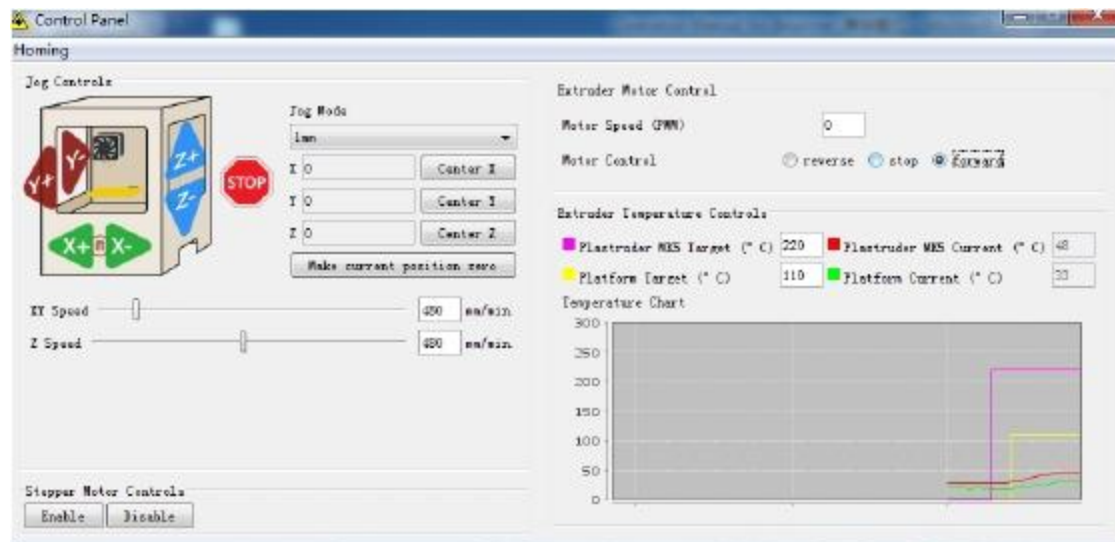 Control Panel
Homing
Jog Controls
Y+
Y-
Z+
Z-
X+
X-
STOP
Jog Mode
1mm
X 0 Center X
Y 0 Center Y
Z 0 Center Z
Make current position zero
XY Speed 480 mm/min.
Z Speed 480 mm/min.
Stepper Motor Controls
Enable Disable
Extruder Motor Control
Motor Speed (PWM) 0
Motor Control reverse stop forward
Extruder Temperature Controls
Plastruder MK5 Target (°C) 220 Plastruder MK5 Current (°C) 48
Platform Target (°C) 110 Platform Current (°C) 33
Temperature Chart
300
250
200
150
100
50
0